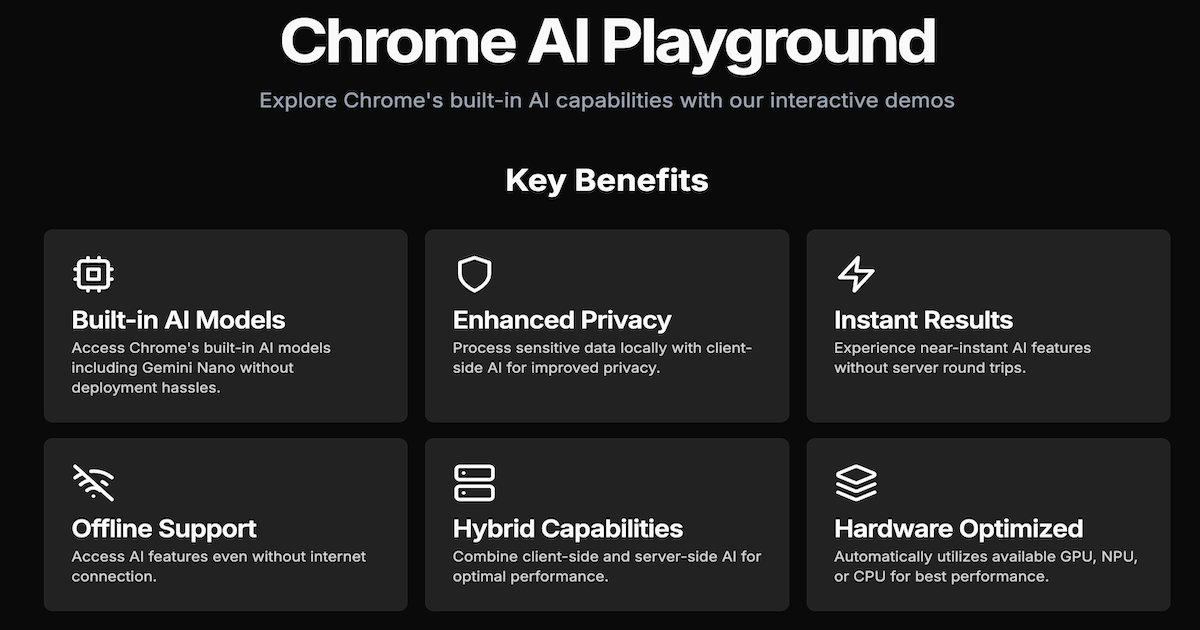 Chrome AI Playground
Explore Chrome's built-in AI capabilities with our interactive demos
Key Benefits
Built-in AI Models
Access Chrome's built-in AI models
including Gemini Nano without
deployment hassles.
Enhanced Privacy
Process sensitive data locally with client-
side AI for improved privacy.
Instant Results
Experience near-instant AI features
without server round trips.
Offline Support
Access AI features even without internet
connection.
Hybrid Capabilities
Combine client-side and server-side AI for
optimal performance.
Hardware Optimized
Automatically utilizes available GPU, NPU,
or CPU for best performance.